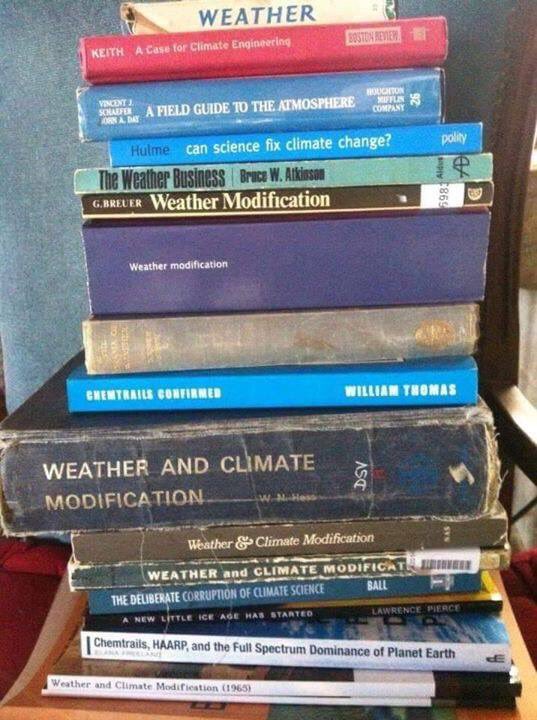 WEATHER
KEITH A Case for Climate Engineering BOSTON REVIEW
VINCENT J.
SCHAEFER
JOHN A. DAY
A FIELD GUIDE TO THE ATMOSPHERE
HOUGHTON
MIFFLIN
COMPANY
26
Hulme can science fix climate change? polity
The Weather Business Bruce W. Atkinson Aldus
G.BREUER Weather Modification 6983
Weather modification
CHEMTRAILS CONFIRMED WILLIAM THOMAS
WEATHER AND CLIMATE
MODIFICATION W. N. Hess
DSV
Weather & Climate Modification
WEATHER and CLIMATE MODIFICAT
THE DELIBERATE CORRUPTION OF CLIMATE SCIENCE BALL
A NEW LITTLE ICE AGE HAS STARTED LAWRENCE PIERCE
Chemtrails, HAARP, and the Full Spectrum Dominance of Planet Earth
ELANA FREELAND
Weather and Climate Modification (1965)